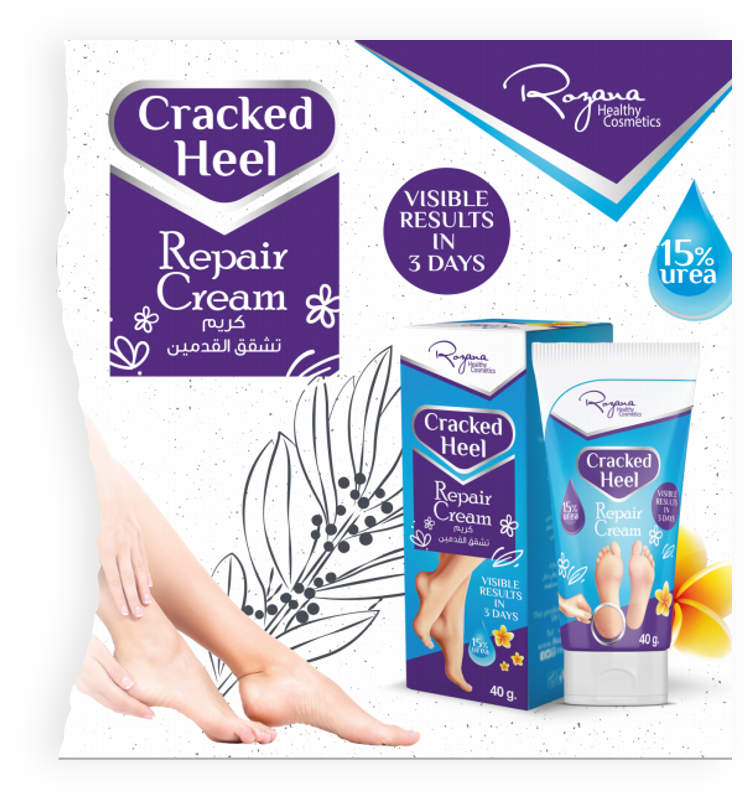 Cracked
Heel
Repair
Cream
كريم
تشقق القدمين
Rozana
Healthy
Cosmetics
VISIBLE
RESULTS
IN
3 DAYS
15%
urea
Rozana
Healthy
Cosmetics
Cracked
Heel
Repair
Cream
كريم
تشقق القدمين
VISIBLE
RESULTS
IN
3 DAYS
15%
urea
40 g.
Rozana
Healthy
Cosmetics
Cracked
Heel
15%
urea
VISIBLE
RESULTS
IN
3 DAYS
Repair
Cream
40 g.